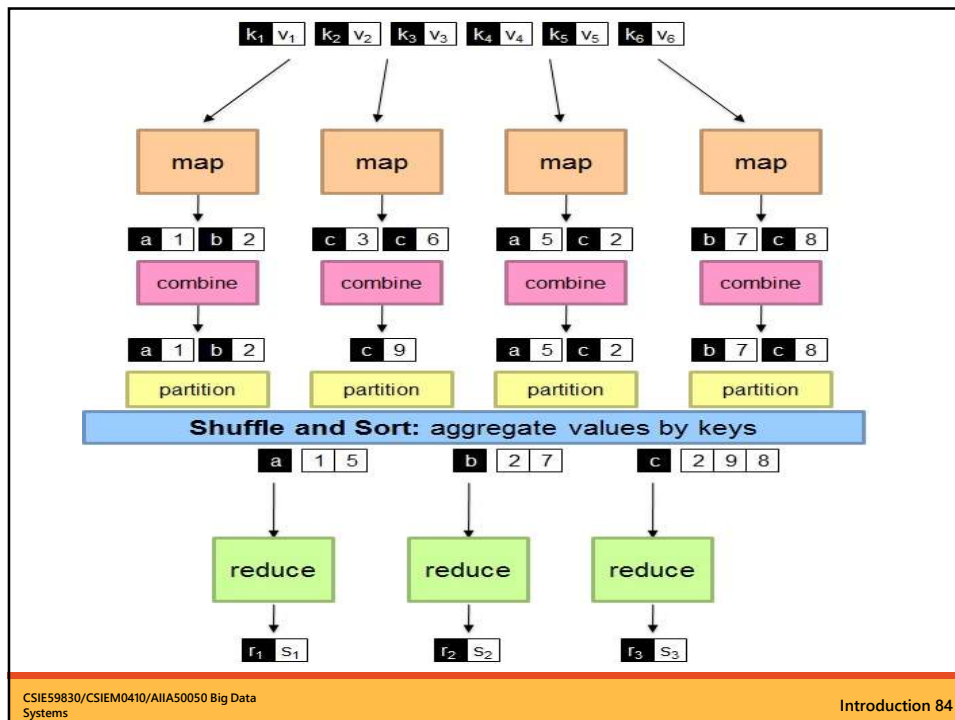 k₁ v₁ k₂ v₂ k₃ v₃ k₄ v₄ k₅ v₅ k₆ v₆
map map map map
a 1 b 2 c 3 c 6 a 5 c 2 b 7 c 8
combine combine combine combine
a 1 b 2 c 9 a 5 c 2 b 7 c 8
partition partition partition partition
Shuffle and Sort: aggregate values by keys
a 1 5 b 2 7 c 2 9 8
reduce reduce reduce
r₁ s₁ r₂ s₂ r₃ s₃
CSIE59830/CSIEM0410/AIIA50050 Big Data
Systems
Introduction 84